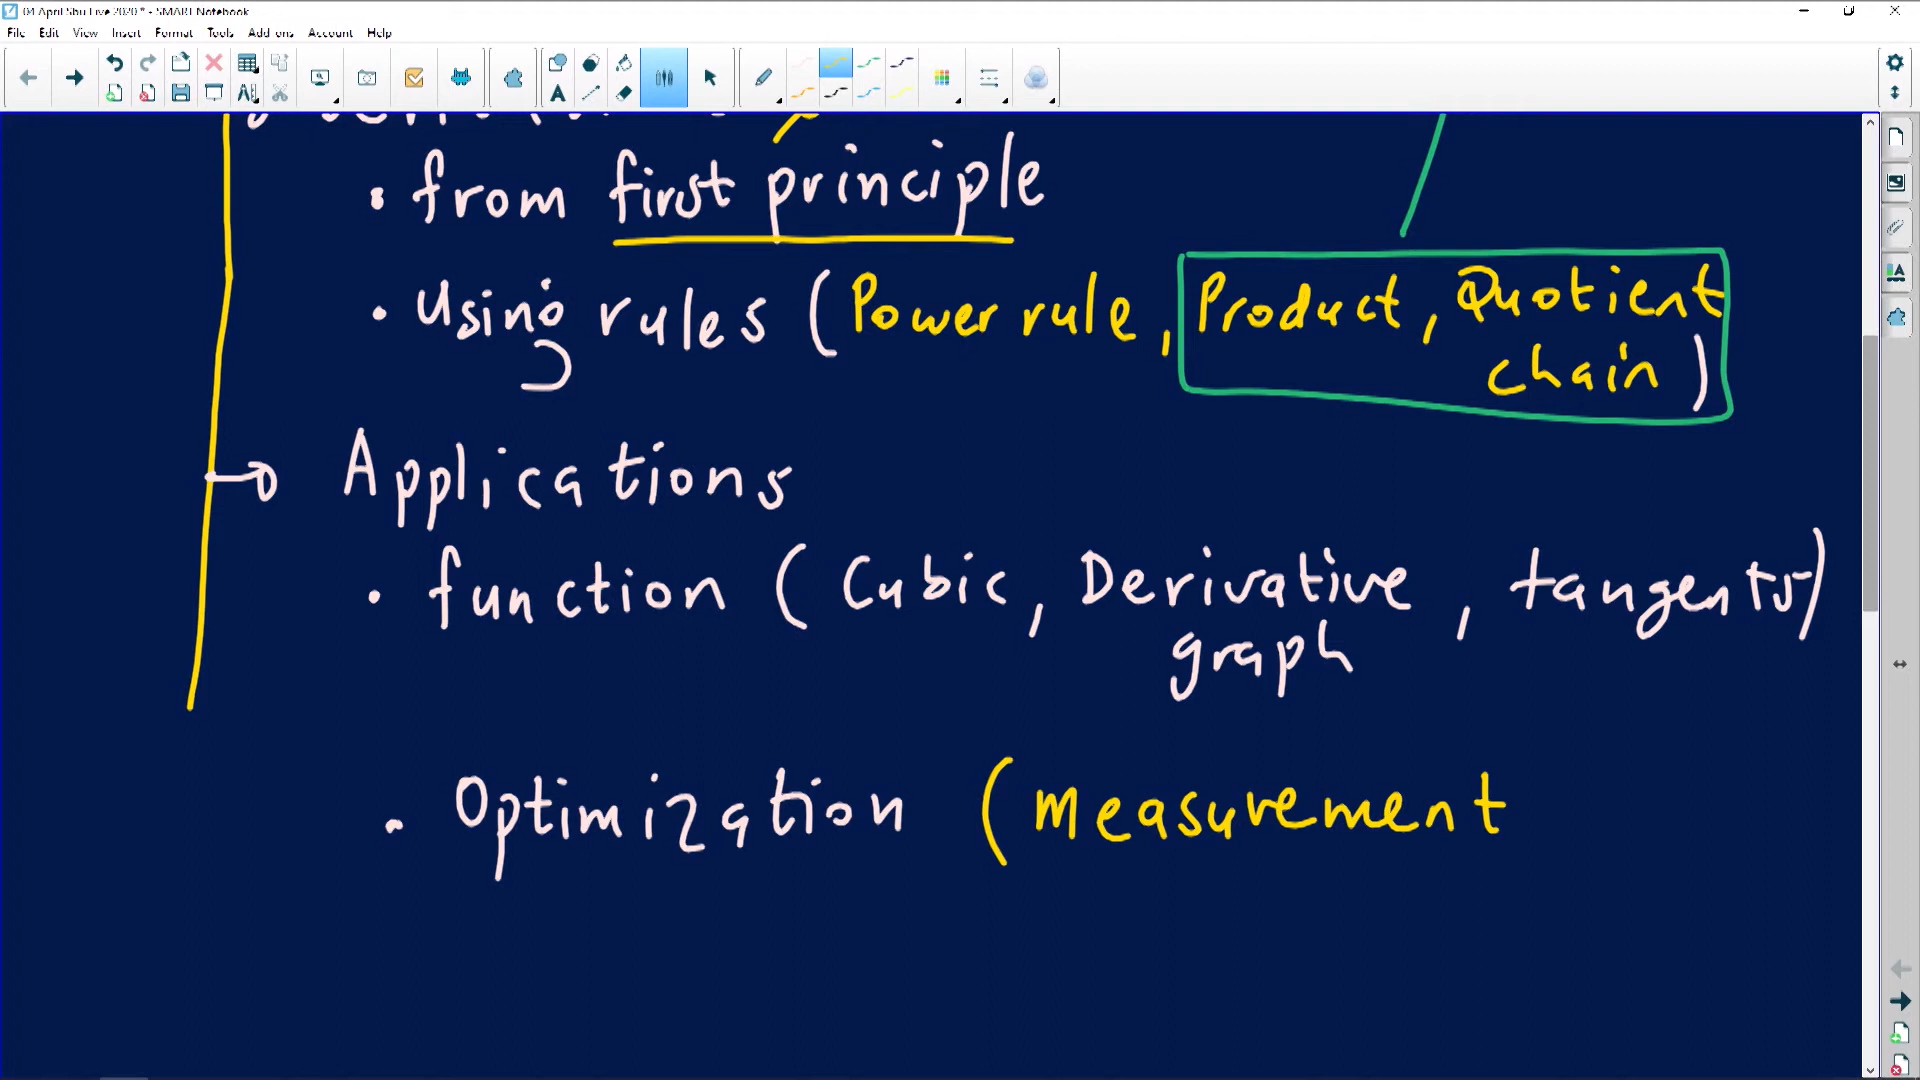 04 April Sbu Live 2020 * - SMART Notebook
File Edit View Insert Format Tools Add-ons Account Help
• from first principle
• Using rules (Power rule, Product, Quotient
chain)
Applications
• function (Cubic, Derivative, tangents)
graph
• Optimization (measurement